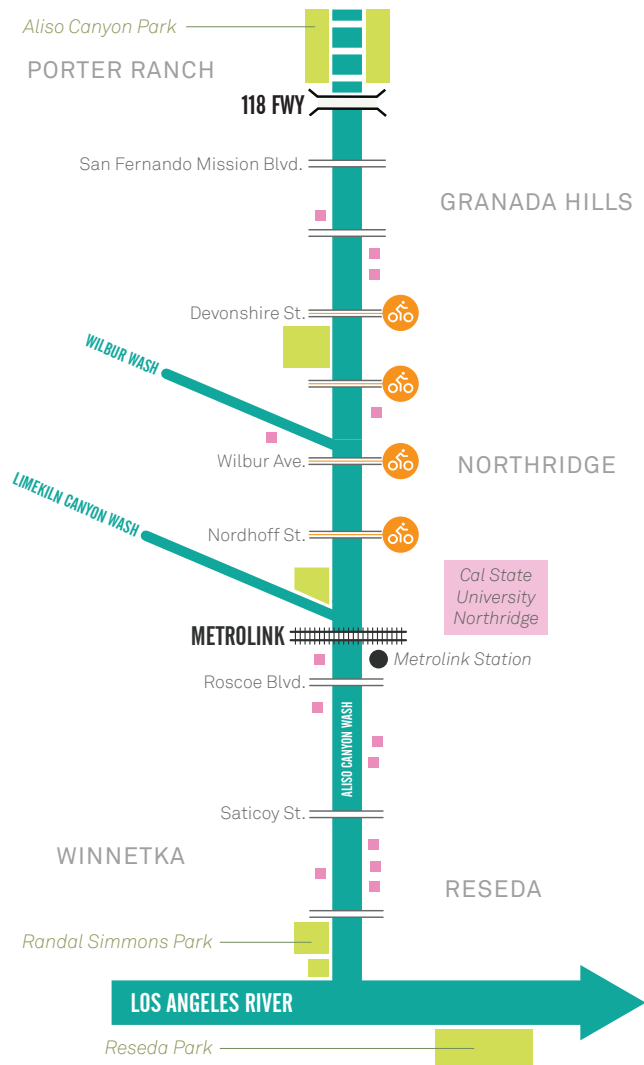 Aliso Canyon Park
PORTER RANCH
118 FWY
San Fernando Mission Blvd.
GRANADA HILLS
Devonshire St.
WILBUR WASH
Wilbur Ave.
NORTHRIDGE
LIMEKILN CANYON WASH
Nordhoff St.
Cal State
University
Northridge
METROLINK
Metrolink Station
Roscoe Blvd.
ALISO CANYON WASH
Saticoy St.
WINNETKA
RESEDA
Randal Simmons Park
LOS ANGELES RIVER
Reseda Park